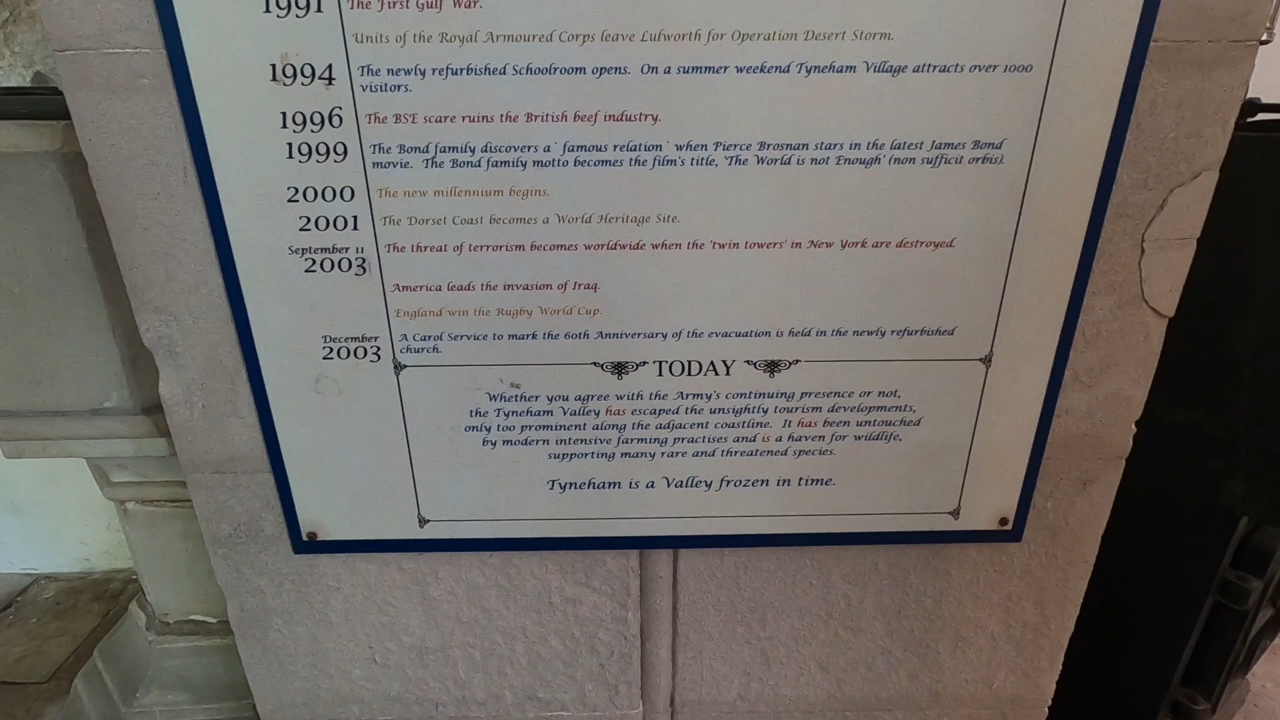 1991 The First Gulf War.
Units of the Royal Armoured Corps leave Lulworth for Operation Desert Storm.
1994 The newly refurbished Schoolroom opens. On a summer weekend Tyneham Village attracts over 1000
visitors.
1996 The BSE scare ruins the British beef industry.
1999 The Bond family discovers a ' famous relation ' when Pierce Brosnan stars in the latest James Bond
movie. The Bond family motto becomes the film's title, 'The World is not Enough' (non sufficit orbis).
2000 The new millennium begins.
2001 The Dorset Coast becomes a World Heritage Site.
September 11 The threat of terrorism becomes worldwide when the 'twin towers' in New York are destroyed.
2003
America leads the invasion of Iraq.
England win the Rugby World Cup.
December A Carol Service to mark the 60th Anniversary of the evacuation is held in the newly refurbished
2003 church.
TODAY
Whether you agree with the Army's continuing presence or not,
the Tyneham Valley has escaped the unsightly tourism developments,
only too prominent along the adjacent coastline. It has been untouched
by modern intensive farming practises and is a haven for wildlife,
supporting many rare and threatened species.
Tyneham is a Valley frozen in time.